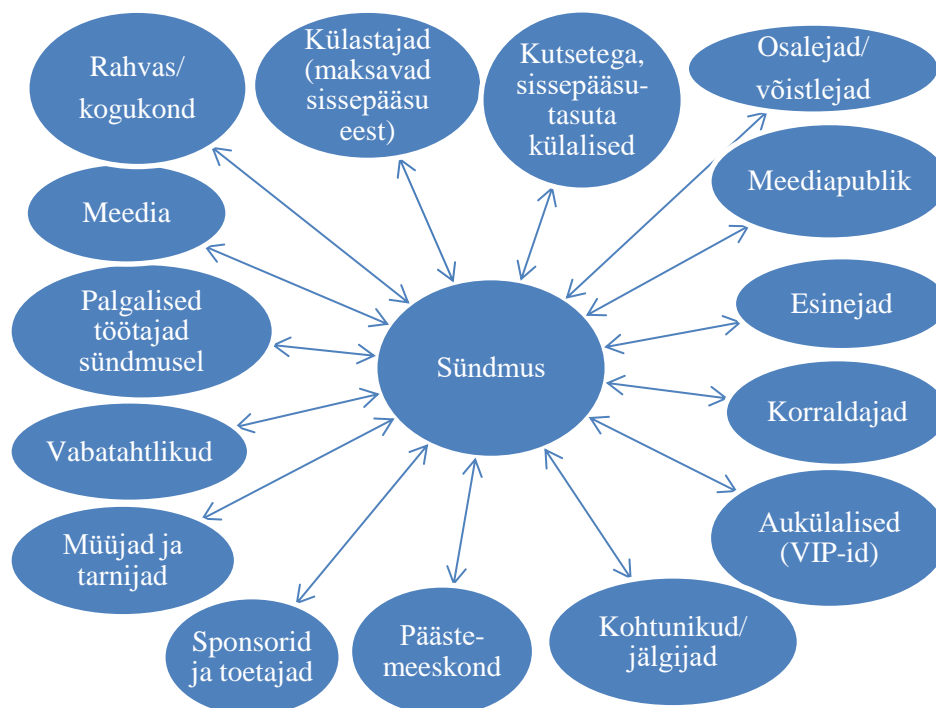 Rahvas/
kogukond
Külastajad
(maksavad
sissepääsu
eest)
Kutsetega,
sissepääsu-
tasuta
külalised
Osalejad/
võistlejad
Meedia
Meediapublik
Palgalised
töötajad
sündmusel
Sündmus
Esinejad
Vabatahtlikud
Korraldajad
Müüjad ja
tarnijad
Aukülalised
(VIP-id)
Sponsorid
ja toetajad
Pääste-
meeskond
Kohtunikud/
jälgijad